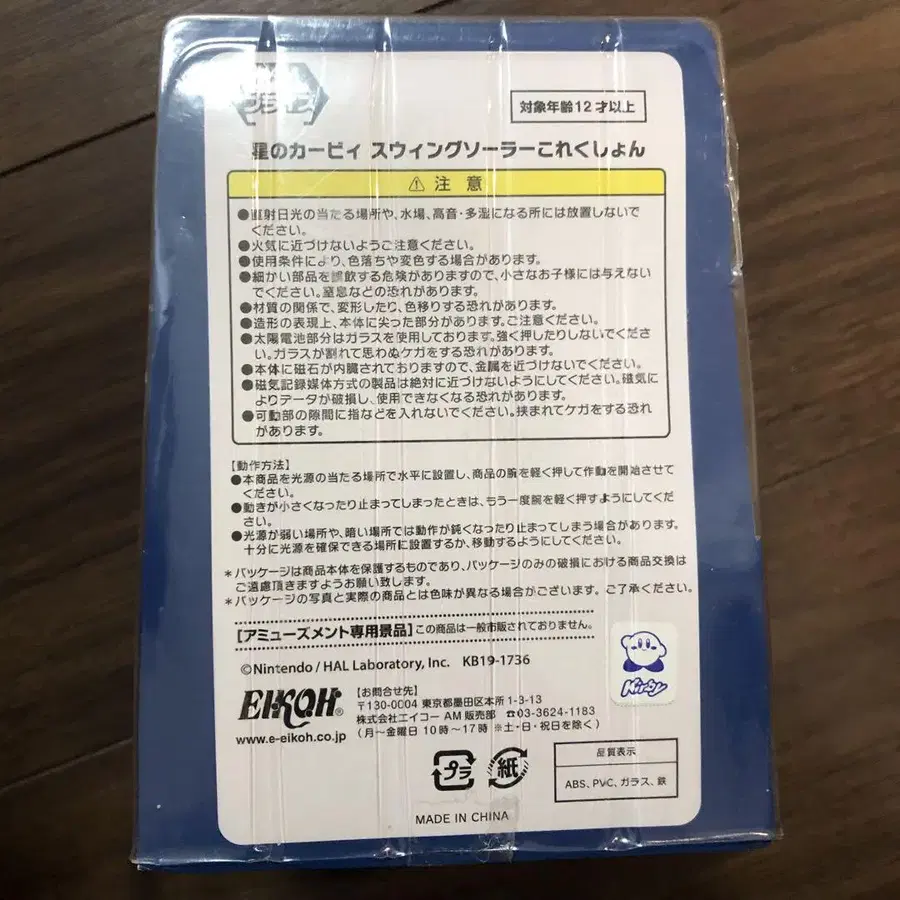 プライズ
対象年齢12才以上
星のカービィ スウィングソーラーこれくしょん
⚠注意
●直射日光の当たる場所や、水場、高音・多湿になる所には放置しないで
ください。
●火気に近づけないようご注意ください。
●使用条件により、色落ちや変色する場合があります。
●細かい部品を誤飲する危険がありますので、小さなお子様には与えない
でください。窒息などの恐れがあります。
●材質の関係で、変形したり、色移りする恐れがあります。
●造形の表現上、本体に尖った部分があります。ご注意ください。
●太陽電池部分はガラスを使用しております。強く押したりしないでくださ
い。ガラスが割れて思わぬケガをする恐れがあります。
●本体に磁石が内臓されておりますので、金属を近づけないでください。
●磁気記録媒体方式の製品は絶対に近づけないようにしてください。磁気に
よりデータが破損し、使用できなくなる恐れがあります。
●可動部の隙間に指などを入れないでください。挟まれてケガをする恐れ
があります。
【動作方法】
●本商品を光源の当たる場所で水平に設置し、商品の腕を軽く押して作動を開始させて
ください。
●動きが小さくなったり止まってしまったときは、もう一度腕を軽く押すようにしてくだ
さい。
●光源が弱い場所や、暗い場所では動作が鈍くなったり止まってしまう場合があります。
十分に光源を確保できる場所に設置するか、移動するようにしてください。
*パッケージは商品本体を保護するものであり、パッケージのみの破損における商品交換は
ご遠慮頂きますようお願い致します。
*パッケージの写真と実際の商品とは色味が異なる場合がございます。ご了承ください。
[アミューズメント専用景品]この商品は一般市販されておりません。
©Nintendo / HAL Laboratory, Inc. KB19-1736
Kirby
EIKOH®
www.e-eikoh.co.jp
【お問合せ先】
〒130-0004 東京都墨田区本所1-3-13
株式会社エイコー AM販売部 ☎03-3624-1183
(月〜金曜日10時〜17時 ※土・日・祝日を除く)
プラ
紙
品質表示
ABS、PVC、ガラス、鉄
MADE IN CHINA